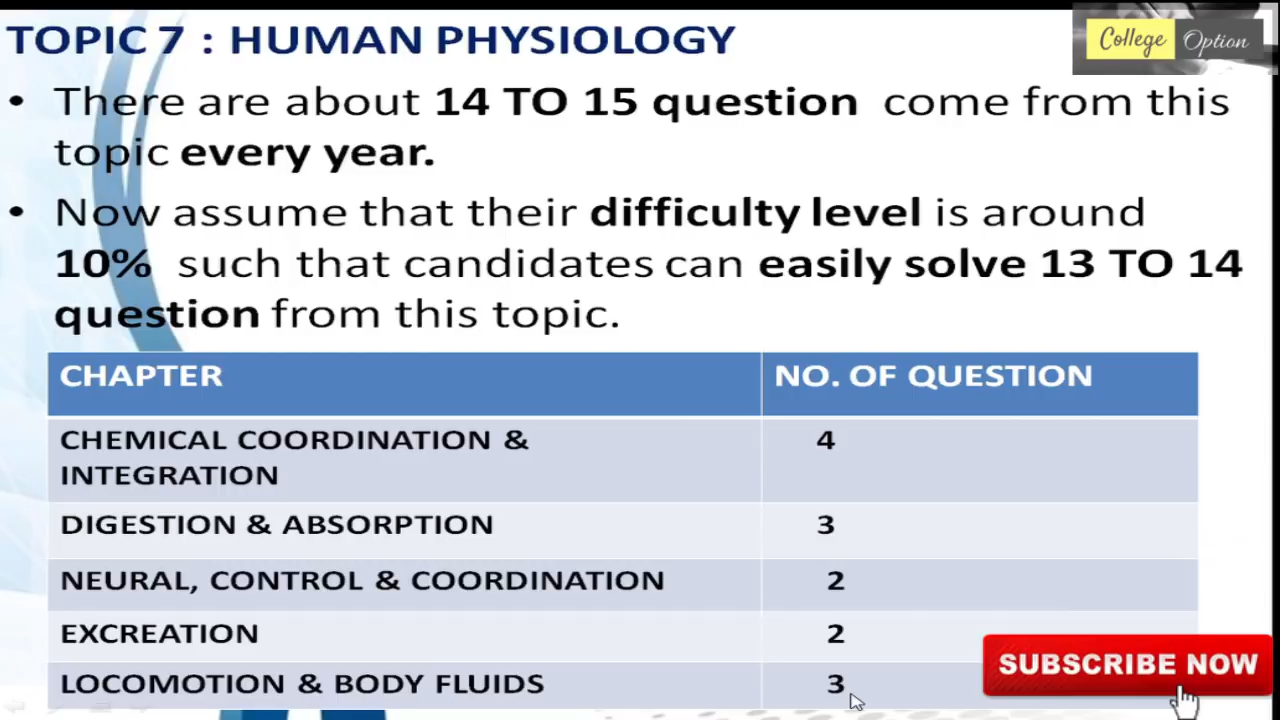 TOPIC 7 : HUMAN PHYSIOLOGY
College Option
• There are about 14 TO 15 question come from this
topic every year.
• Now assume that their difficulty level is around
10% such that candidates can easily solve 13 TO 14
question from this topic.
CHAPTER NO. OF QUESTION
CHEMICAL COORDINATION & 4
INTEGRATION
DIGESTION & ABSORPTION 3
NEURAL, CONTROL & COORDINATION 2
EXCREATION 2
LOCOMOTION & BODY FLUIDS 3
SUBSCRIBE NOW